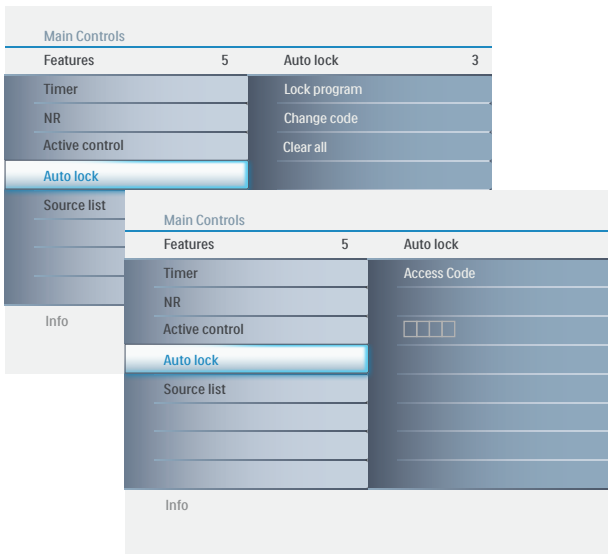 Main Controls
Features 5 Auto lock 3
Timer Lock program
NR Change code
Active control Clear all
Auto lock
Source list
Info
Main Controls
Features 5 Auto lock
Timer Access Code
NR
Active control
Auto lock
Source list
Info